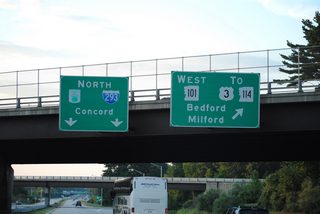 NORTH
293
Concord
WEST TO
101 3 114
Bedford
Milford